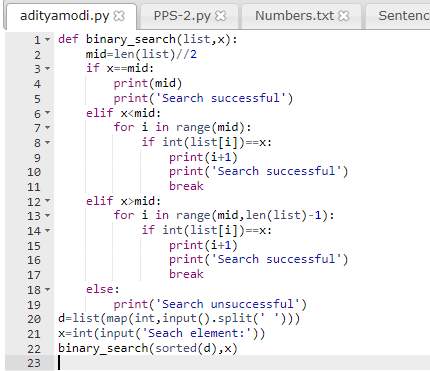 adityamodi.py PPS-2.py Numbers.txt Sentenc
1 def binary_search(list,x):
2     mid=len(list)//2
3     if x==mid:
4         print(mid)
5         print('Search successful')
6     elif x<mid:
7         for i in range(mid):
8             if int(list[i])==x:
9                 print(i+1)
10                 print('Search successful')
11                 break
12     elif x>mid:
13         for i in range(mid,len(list)-1):
14             if int(list[i])==x:
15                 print(i+1)
16                 print('Search successful')
17                 break
18     else:
19         print('Search unsuccessful')
20 d=list(map(int,input().split(' ')))
21 x=int(input('Seach element:'))
22 binary_search(sorted(d),x)
23